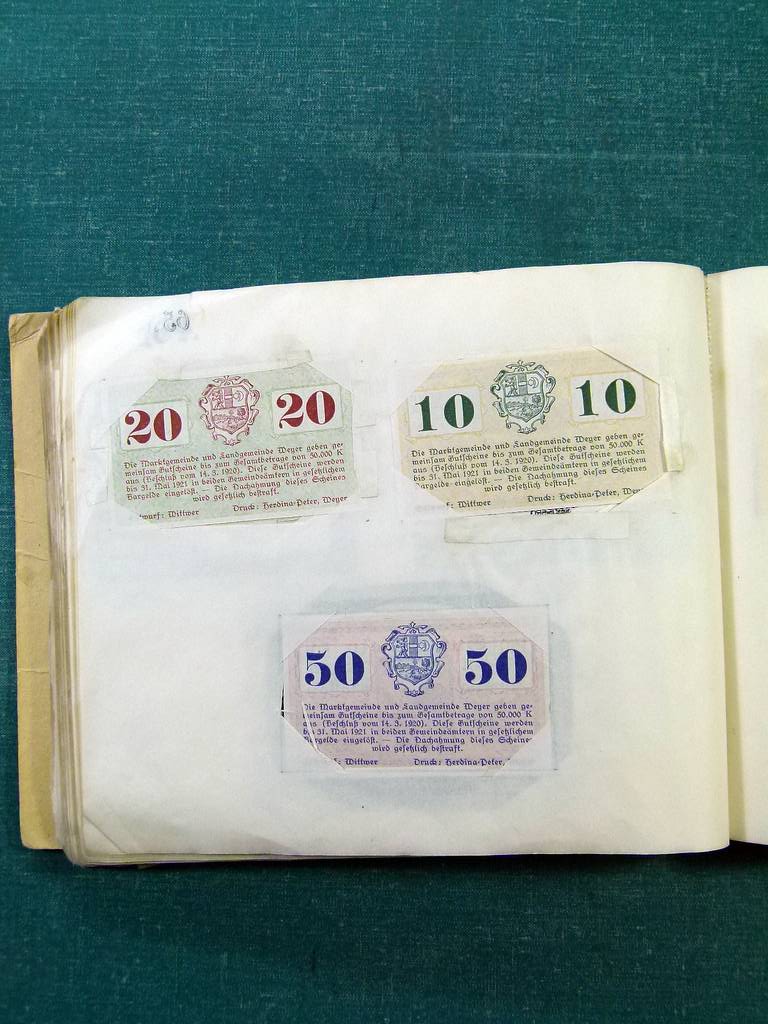 20 20
Die Marktgemeinde und Landgemeinde Weyer geben ge-
meinsam Gutscheine bis zum Gesamtbetrage von 50.000 K
aus (Beschluß vom 14. 3. 1920). Diese Gutscheine werden
bis 31. Mai 1921 in beiden Gemeindeämtern in gesetzlichem
Bargelde eingelöst. — Die Nachahmung dieses Scheines
wird gesetzlich bestraft.
wurf: Wittwer Druck: Herdina-Peter, Weyer
10 10
Die Marktgemeinde und Landgemeinde Weyer geben ge-
meinsam Gutscheine bis zum Gesamtbetrage von 50.000 K
aus (Beschluß vom 14. 3. 1920). Diese Gutscheine werden
bis 31. Mai 1921 in beiden Gemeindeämtern in gesetzlichem
argelde eingelöst. — Die Nachahmung dieses Scheines
wird gesetzlich bestraft.
f: Wittwer Druck: Herdina-Peter,
50 50
Die Marktgemeinde und Landgemeinde Weyer geben ge-
meinsam Gutscheine bis zum Gesamtbetrage von 50.000 K
aus (Beschluß vom 14. 3. 1920). Diese Gutscheine werden
bis 31. Mai 1921 in beiden Gemeindeämtern in gesetzlichem
Bargelde eingelöst. — Die Nachahmung dieses Scheine
wird gesetzlich bestraft.
f: Wittwer Druck: Herdina-Peter,